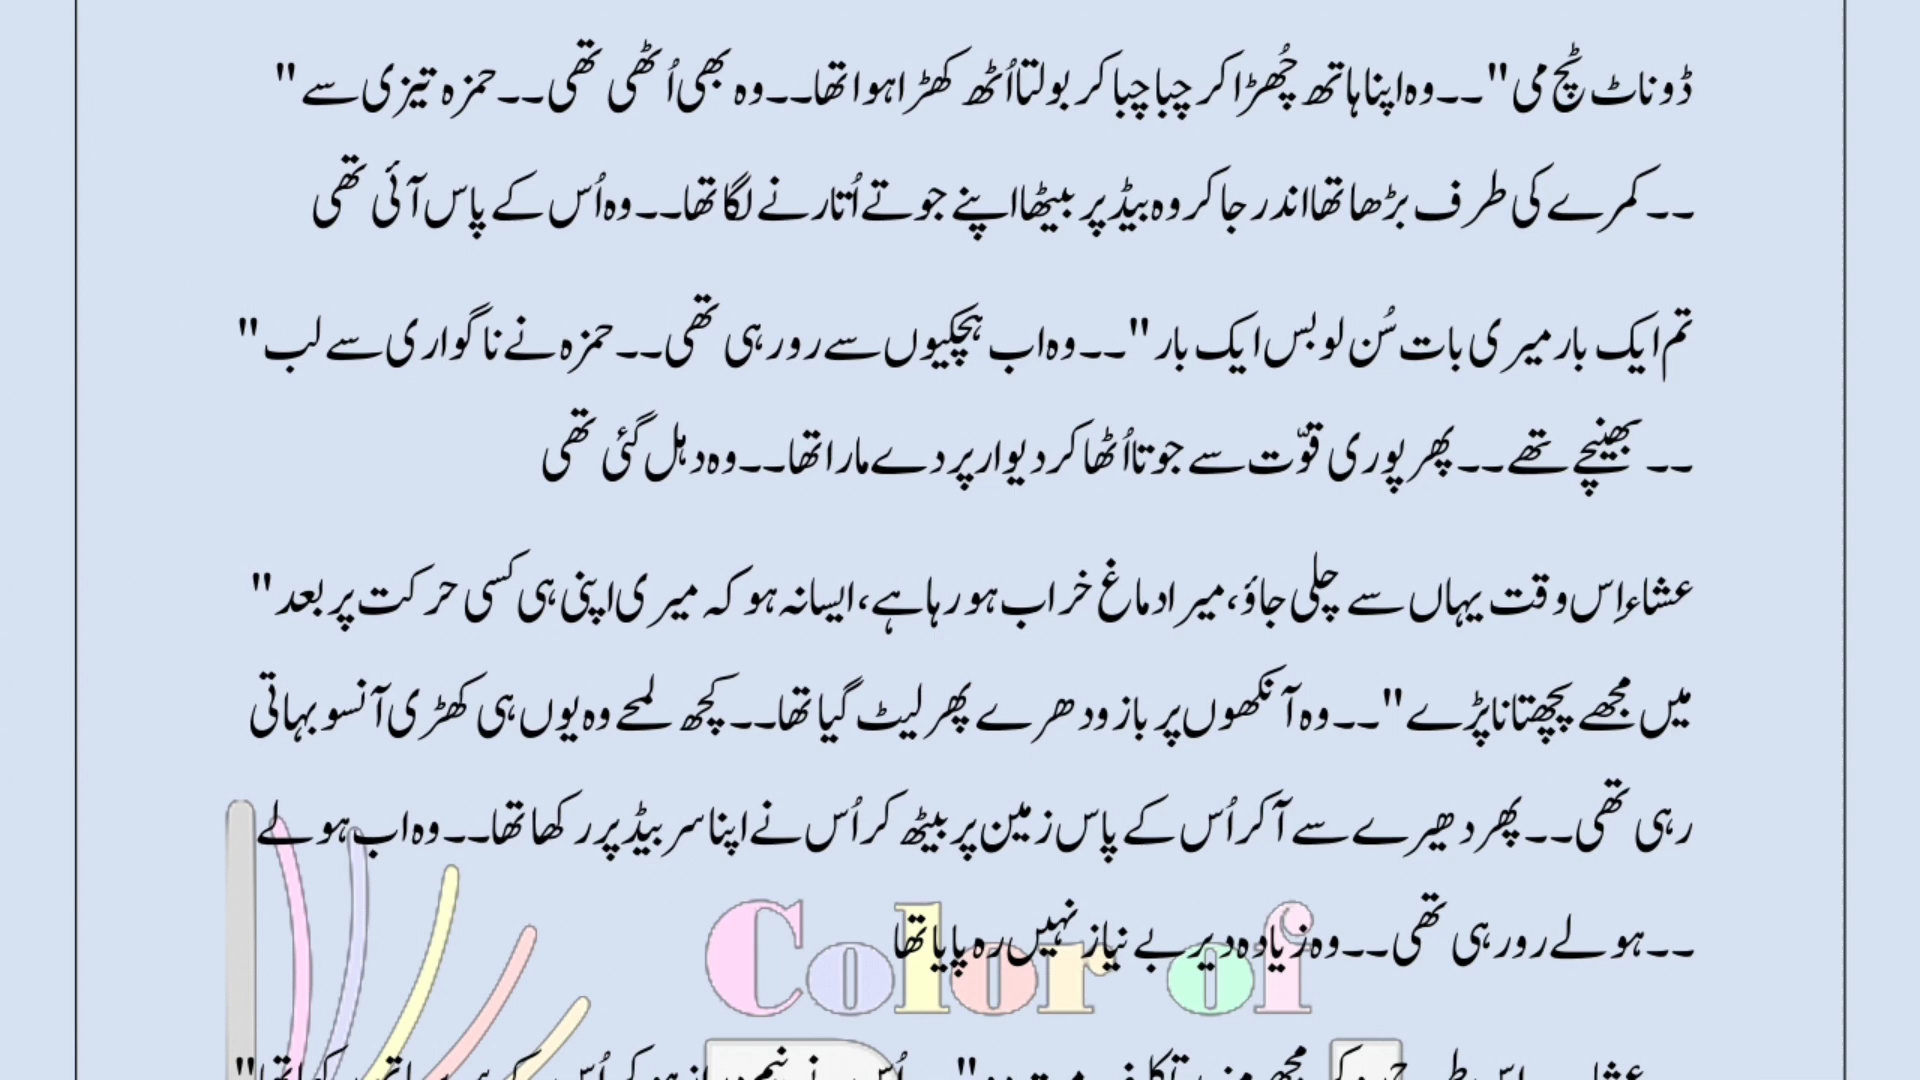 ڈوناٹ ٹچ می"۔۔وہ اپنا ہاتھ چُھڑا کر چبا چبا کر بولتا اُٹھ کھڑا ہوا تھا۔۔وہ بھی اُٹھی تھی۔۔حمزہ تیزی سے "
۔۔کمرے کی طرف بڑھا تھا اندر جا کر وہ بیڈ پر بیٹھا اپنے جوتے اُتارنے لگا تھا۔۔وہ اُس کے پاس آئی تھی
تم ایک بار میری بات سُن لو بس ایک بار "۔۔وہ اب ہچکیوں سے رو رہی تھی۔۔حمزہ نے ناگواری سے لب "
۔۔بھینچے تھے۔۔پھر پوری قوّت سے جوتا اُٹھا کر دیوار پر دے مارا تھا۔۔وہ دہل گئی تھی
عشاء اِس وقت یہاں سے چلی جاؤ، میرا دماغ خراب ہو رہا ہے، ایسا نہ ہو کہ میری اپنی ہی کسی حرکت پر بعد "
میں مجھے پچھتانا پڑے "۔۔وہ آنکھوں پر بازو دھرے پھر لیٹ گیا تھا۔۔کچھ لمحے وہ یوں ہی کھڑی آنسو بہاتی
رہی تھی۔۔پھر دھیرے سے آ کر اُس کے پاس زمین پر بیٹھ کر اُس نے اپنا سر بیڈ پر رکھا تھا۔۔وہ اب ہولے
۔۔ہولے رو رہی تھی۔۔وہ زیادہ دیر بے نیاز نہیں رہ پایا تھا
Color of